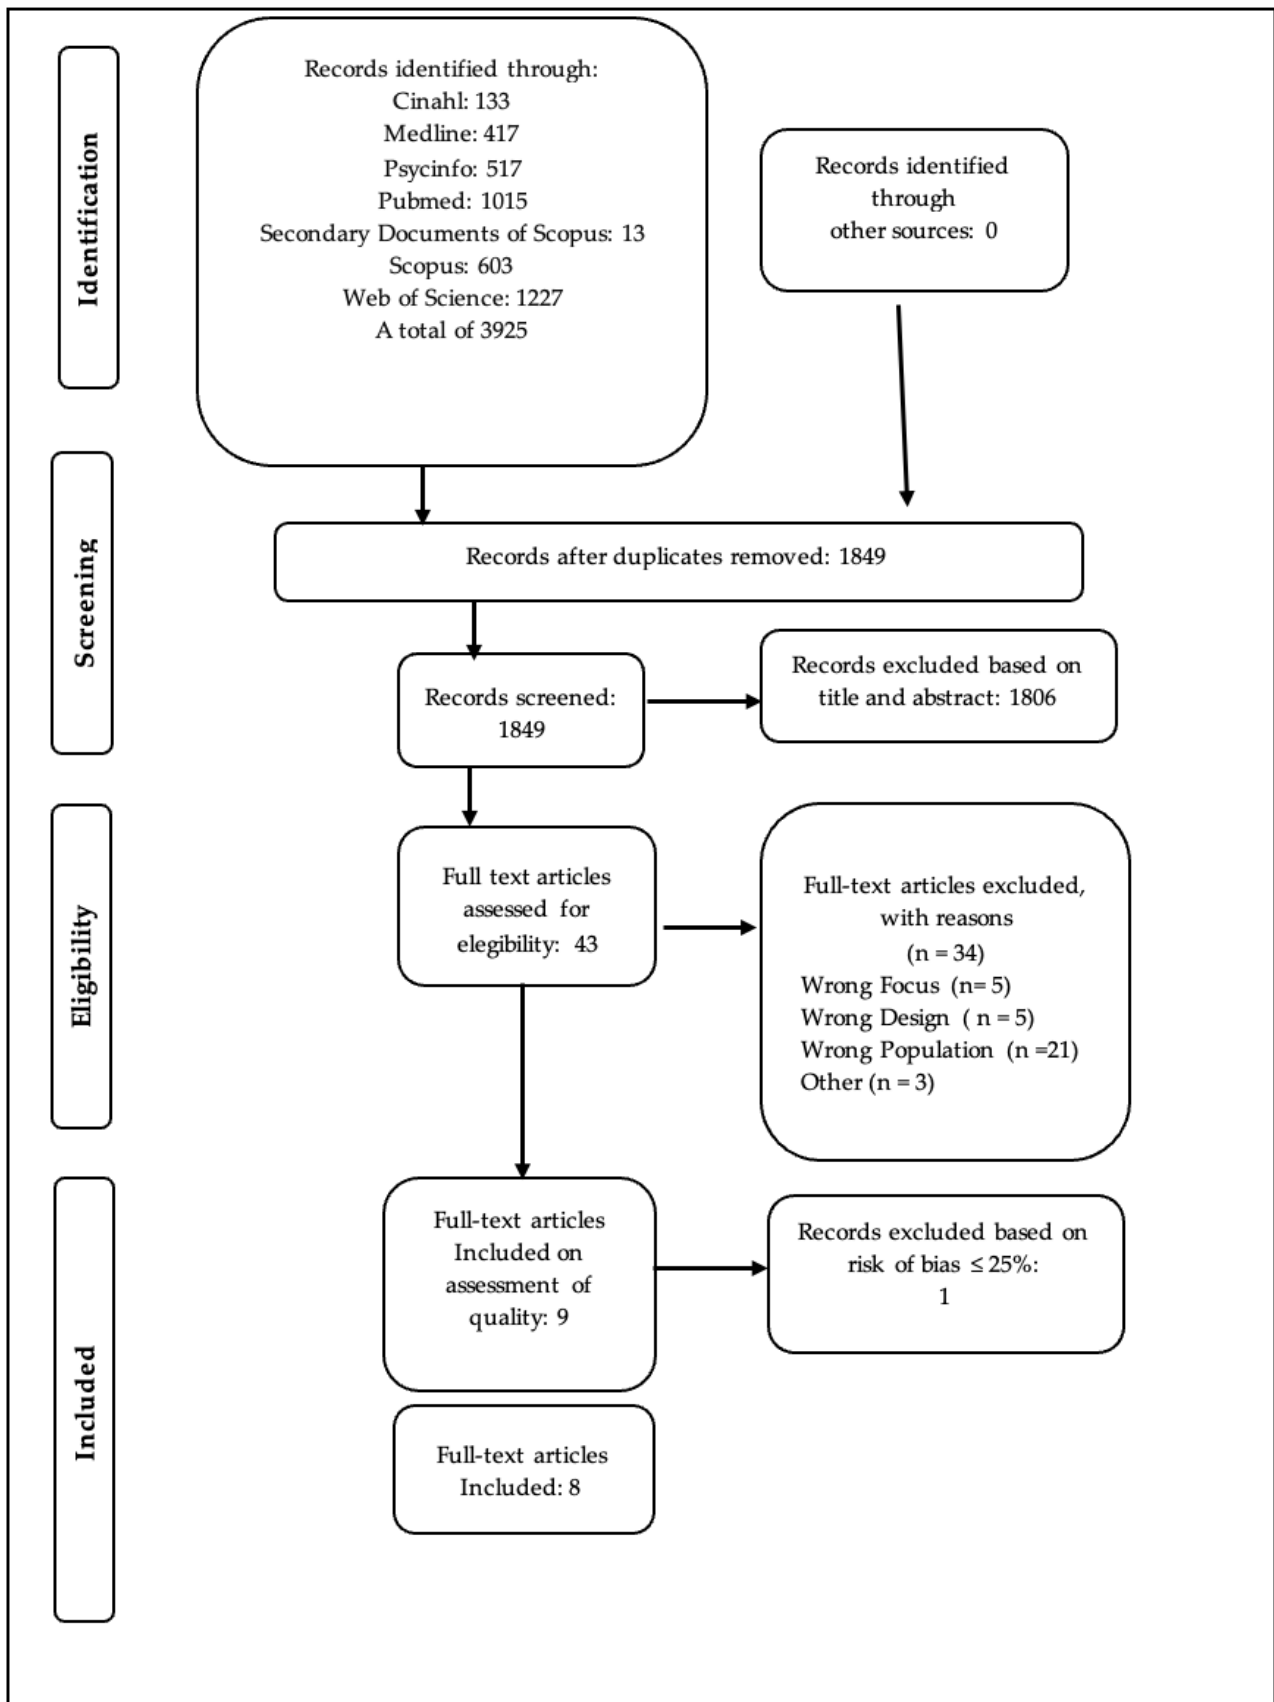 Identification
Records identified through:
Cinahl: 133
Medline: 417
Psycinfo: 517
Pubmed: 1015
Secondary Documents of Scopus: 13
Scopus: 603
Web of Science: 1227
A total of 3925
Records identified
through
other sources: 0
Screening
Records after duplicates removed: 1849
Records screened:
1849
Records excluded based on
title and abstract: 1806
Eligibility
Full text articles
assessed for
elegibility: 43
Full-text articles excluded,
with reasons
(n = 34)
Wrong Focus (n= 5)
Wrong Design ( n = 5)
Wrong Population (n =21)
Other (n = 3)
Included
Full-text articles
Included on
assessment of
quality: 9
Records excluded based on
risk of bias ≤ 25%:
1
Full-text articles
Included: 8